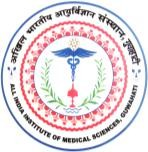 अखिल भारतीय आयुर्विज्ञान संस्थान, गुवाहाटी
ALL INDIA INSTITUTE OF MEDICAL SCIENCES, GUWAHATI